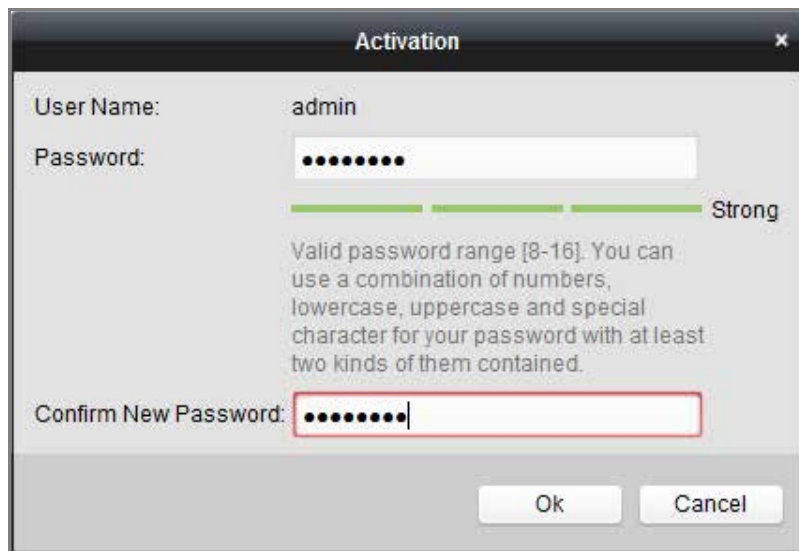 Activation
User Name: admin
Password: ••••••••
Strong
Valid password range [8-16]. You can
use a combination of numbers,
lowercase, uppercase and special
character for your password with at least
two kinds of them contained.
Confirm New Password: ••••••••
Ok Cancel